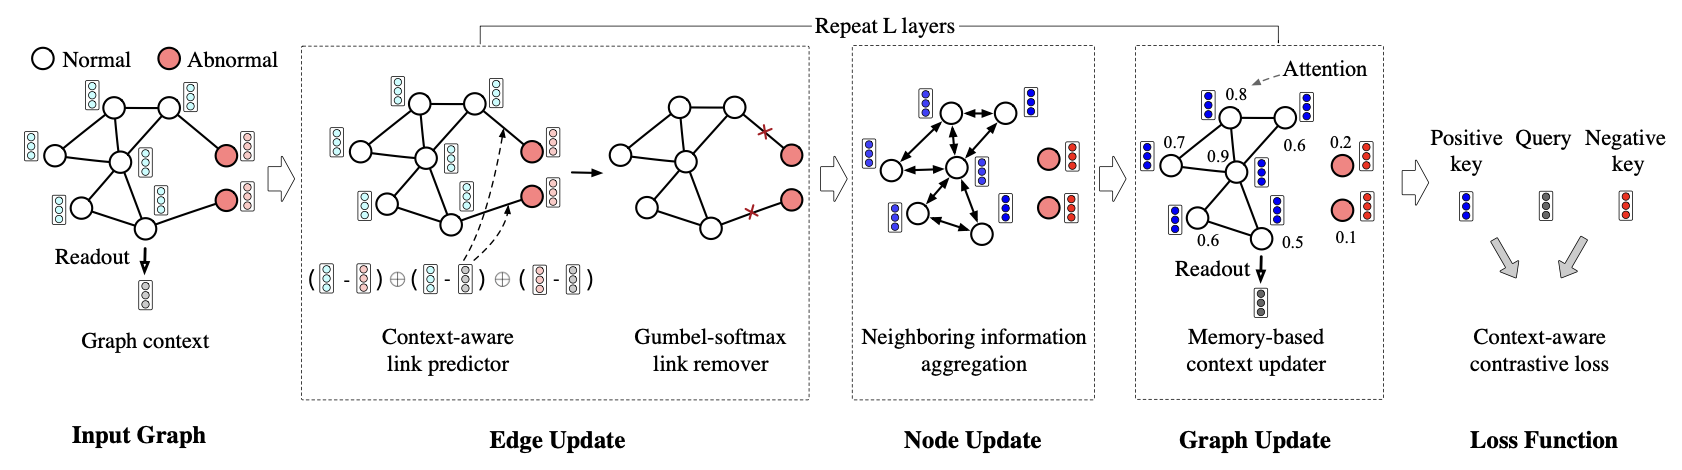 Repeat L layers
Normal
Abnormal
Readout
Graph context
( - ) ⊕ ( - ) ⊕ ( - )
Context-aware
link predictor
Gumbel-softmax
link remover
Neighboring information
aggregation
Attention
0.8
0.7
0.9
0.6
0.2
0.6
0.5
0.1
Readout
Memory-based
context updater
Positive
key
Query
Negative
key
Context-aware
contrastive loss
Input Graph
Edge Update
Node Update
Graph Update
Loss Function